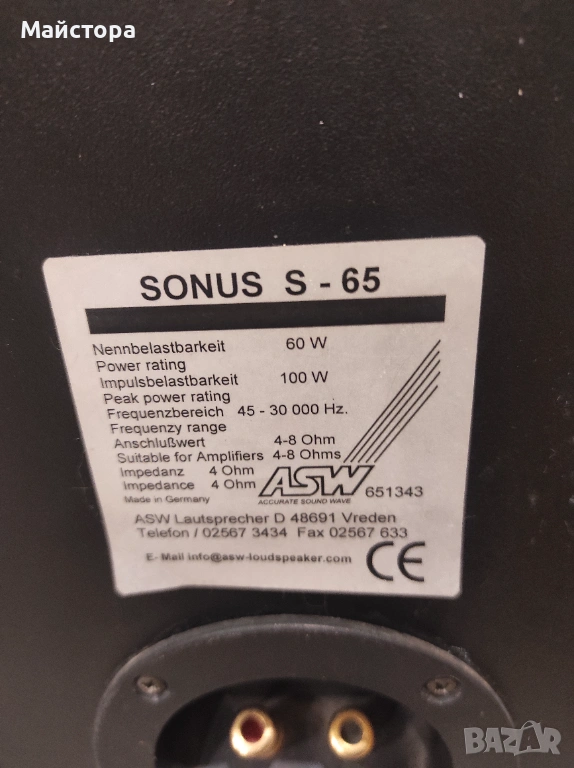 Майстора
SONUS S - 65
Nennbelastbarkeit 60 W
Power rating
Impulsbelastbarkeit 100 W
Peak power rating
Frequenzbereich 45 - 30 000 Hz.
Frequenzy range
Anschlußwert 4-8 Ohm
Suitable for Amplifiers 4-8 Ohms
Impedanz 4 Ohm
Impedance 4 Ohm
Made in Germany
ASW
ACCURATE SOUND WAVE
651343
ASW Lautsprecher D 48691 Vreden
Telefon / 02567 3434 Fax 02567 633
E- Mail info@asw-loudspeaker.com
CE
BAZAR